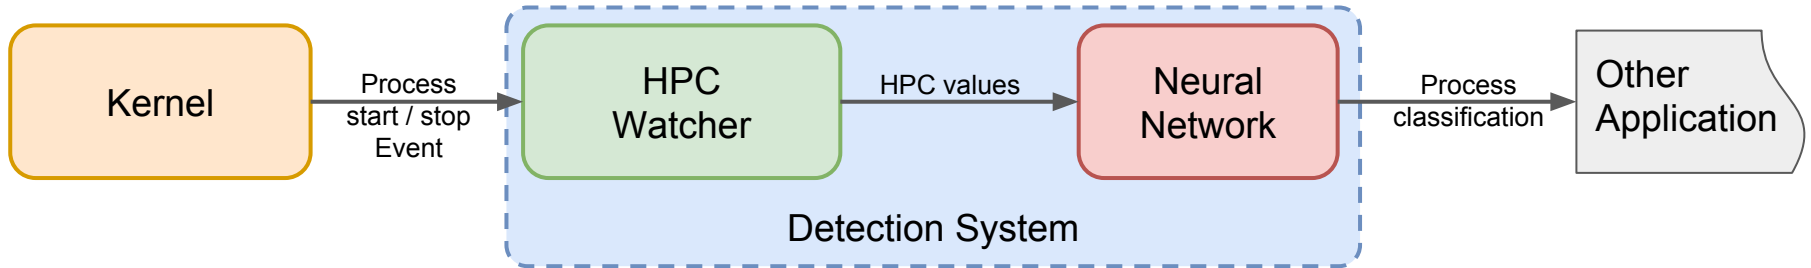 Kernel
Process
start / stop
Event
HPC
Watcher
HPC values
Neural
Network
Detection System
Process
classification
Other
Application